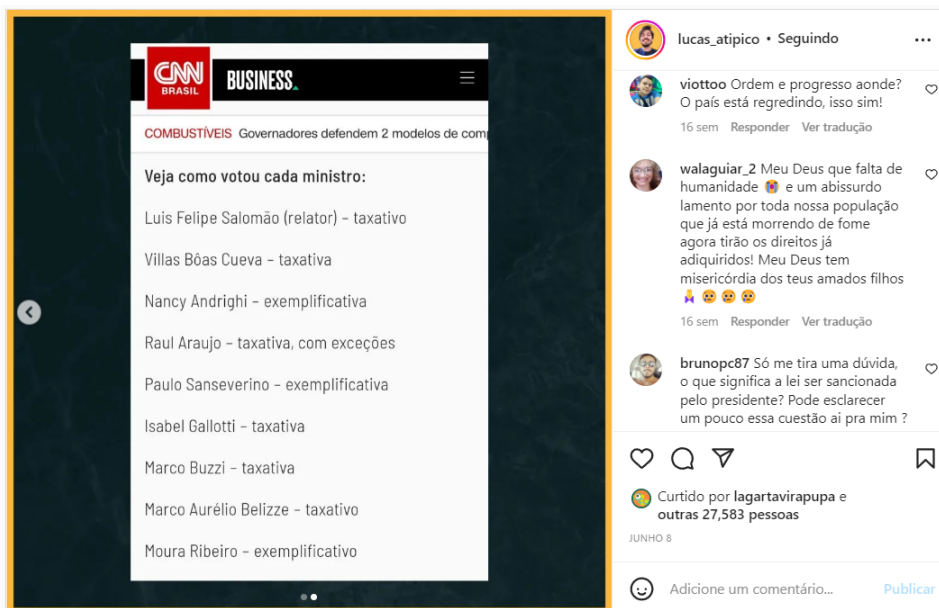 CNN
BRASIL
BUSINESS
COMBUSTÍVEIS Governadores defendem 2 modelos de comp
Veja como votou cada ministro:
Luis Felipe Salomão (relator) – taxativo
Villas Bôas Cueva – taxativa
Nancy Andrighi – exemplificativa
Raul Araujo – taxativa, com exceções
Paulo Sanseverino – exemplificativa
Isabel Gallotti – taxativa
Marco Buzzi – taxativa
Marco Aurélio Belizze – taxativo
Moura Ribeiro – exemplificativo
lucas_atipico • Seguindo
viottoo Ordem e progresso aonde?
O país está regredindo, isso sim!
16 sem Responder Ver tradução
walaguiar_2 Meu Deus que falta de
humanidade 😭 e um abissurdo
lamento por toda nossa população
que já está morrendo de fome
agora tirão os direitos já
adiquiridos! Meu Deus tem
misericórdia dos teus amados filhos
16 sem Responder Ver tradução
brunopc87 Só me tira uma dúvida,
o que significa a lei ser sancionada
pelo presidente? Pode esclarecer
um pouco essa cuestão ai pra mim ?
Curtido por lagartavirapupa e
outras 27,583 pessoas
JUNHO 8
Adicione um comentário... Publicar